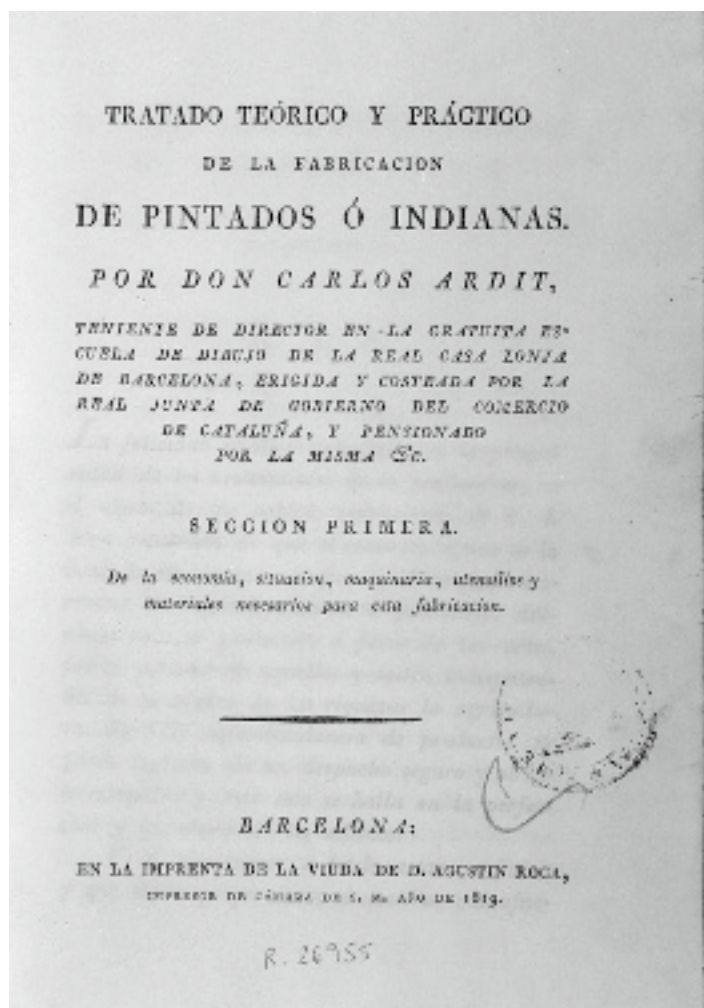 TRATADO TEÓRICO Y PRÁCTICO
DE LA FABRICACION
DE PINTADOS Ó INDIANAS.
POR DON CARLOS ARDIT,
TENIENTE DE DIRECTOR EN LA GRATUITA ES-
CUELA DE DIBUJO DE LA REAL CASA LONJA
DE BARCELONA, ERIGIDA Y COSTEADA POR LA
REAL JUNTA DE GOBIERNO DEL COMERCIO
DE CATALUÑA, Y PENSIONADO
POR LA MISMA &C.
SECCION PRIMERA.
De la economía, situacion, maquinaria, utensilios y
materiales necesarios para esta fabricacion.
BARCELONA:
EN LA IMPRENTA DE LA VIUDA DE D. AGUSTIN ROCA,
IMPRESOR DE CÁMARA DE S. M. AÑO DE 1819.
R. 26955